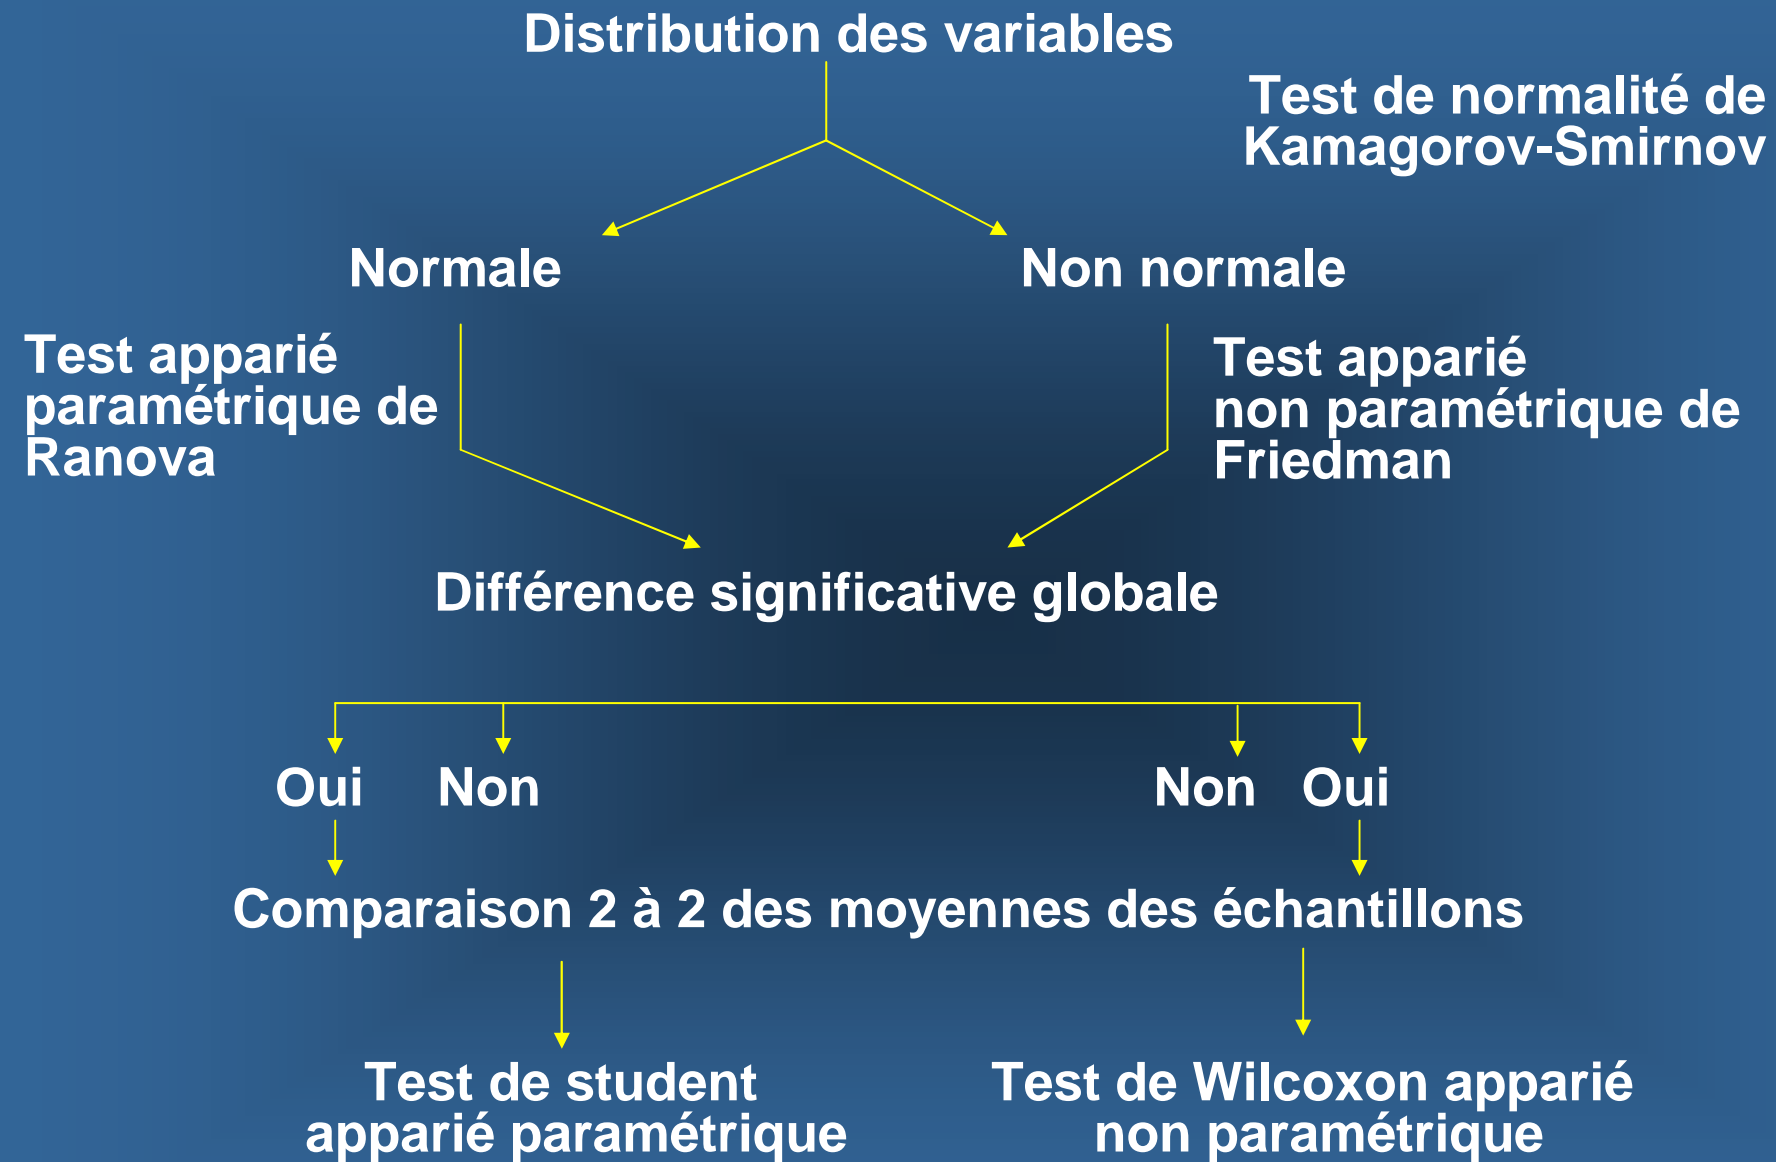 Distribution des variables
Test de normalité de
Kamagorov-Smirnov
Normale
Non normale
Test apparié
paramétrique de
Ranova
Test apparié
non paramétrique de
Friedman
Différence significative globale
Oui
Non
Non
Oui
Comparaison 2 à 2 des moyennes des échantillons
Test de student
apparié paramétrique
Test de Wilcoxon apparié
non paramétrique